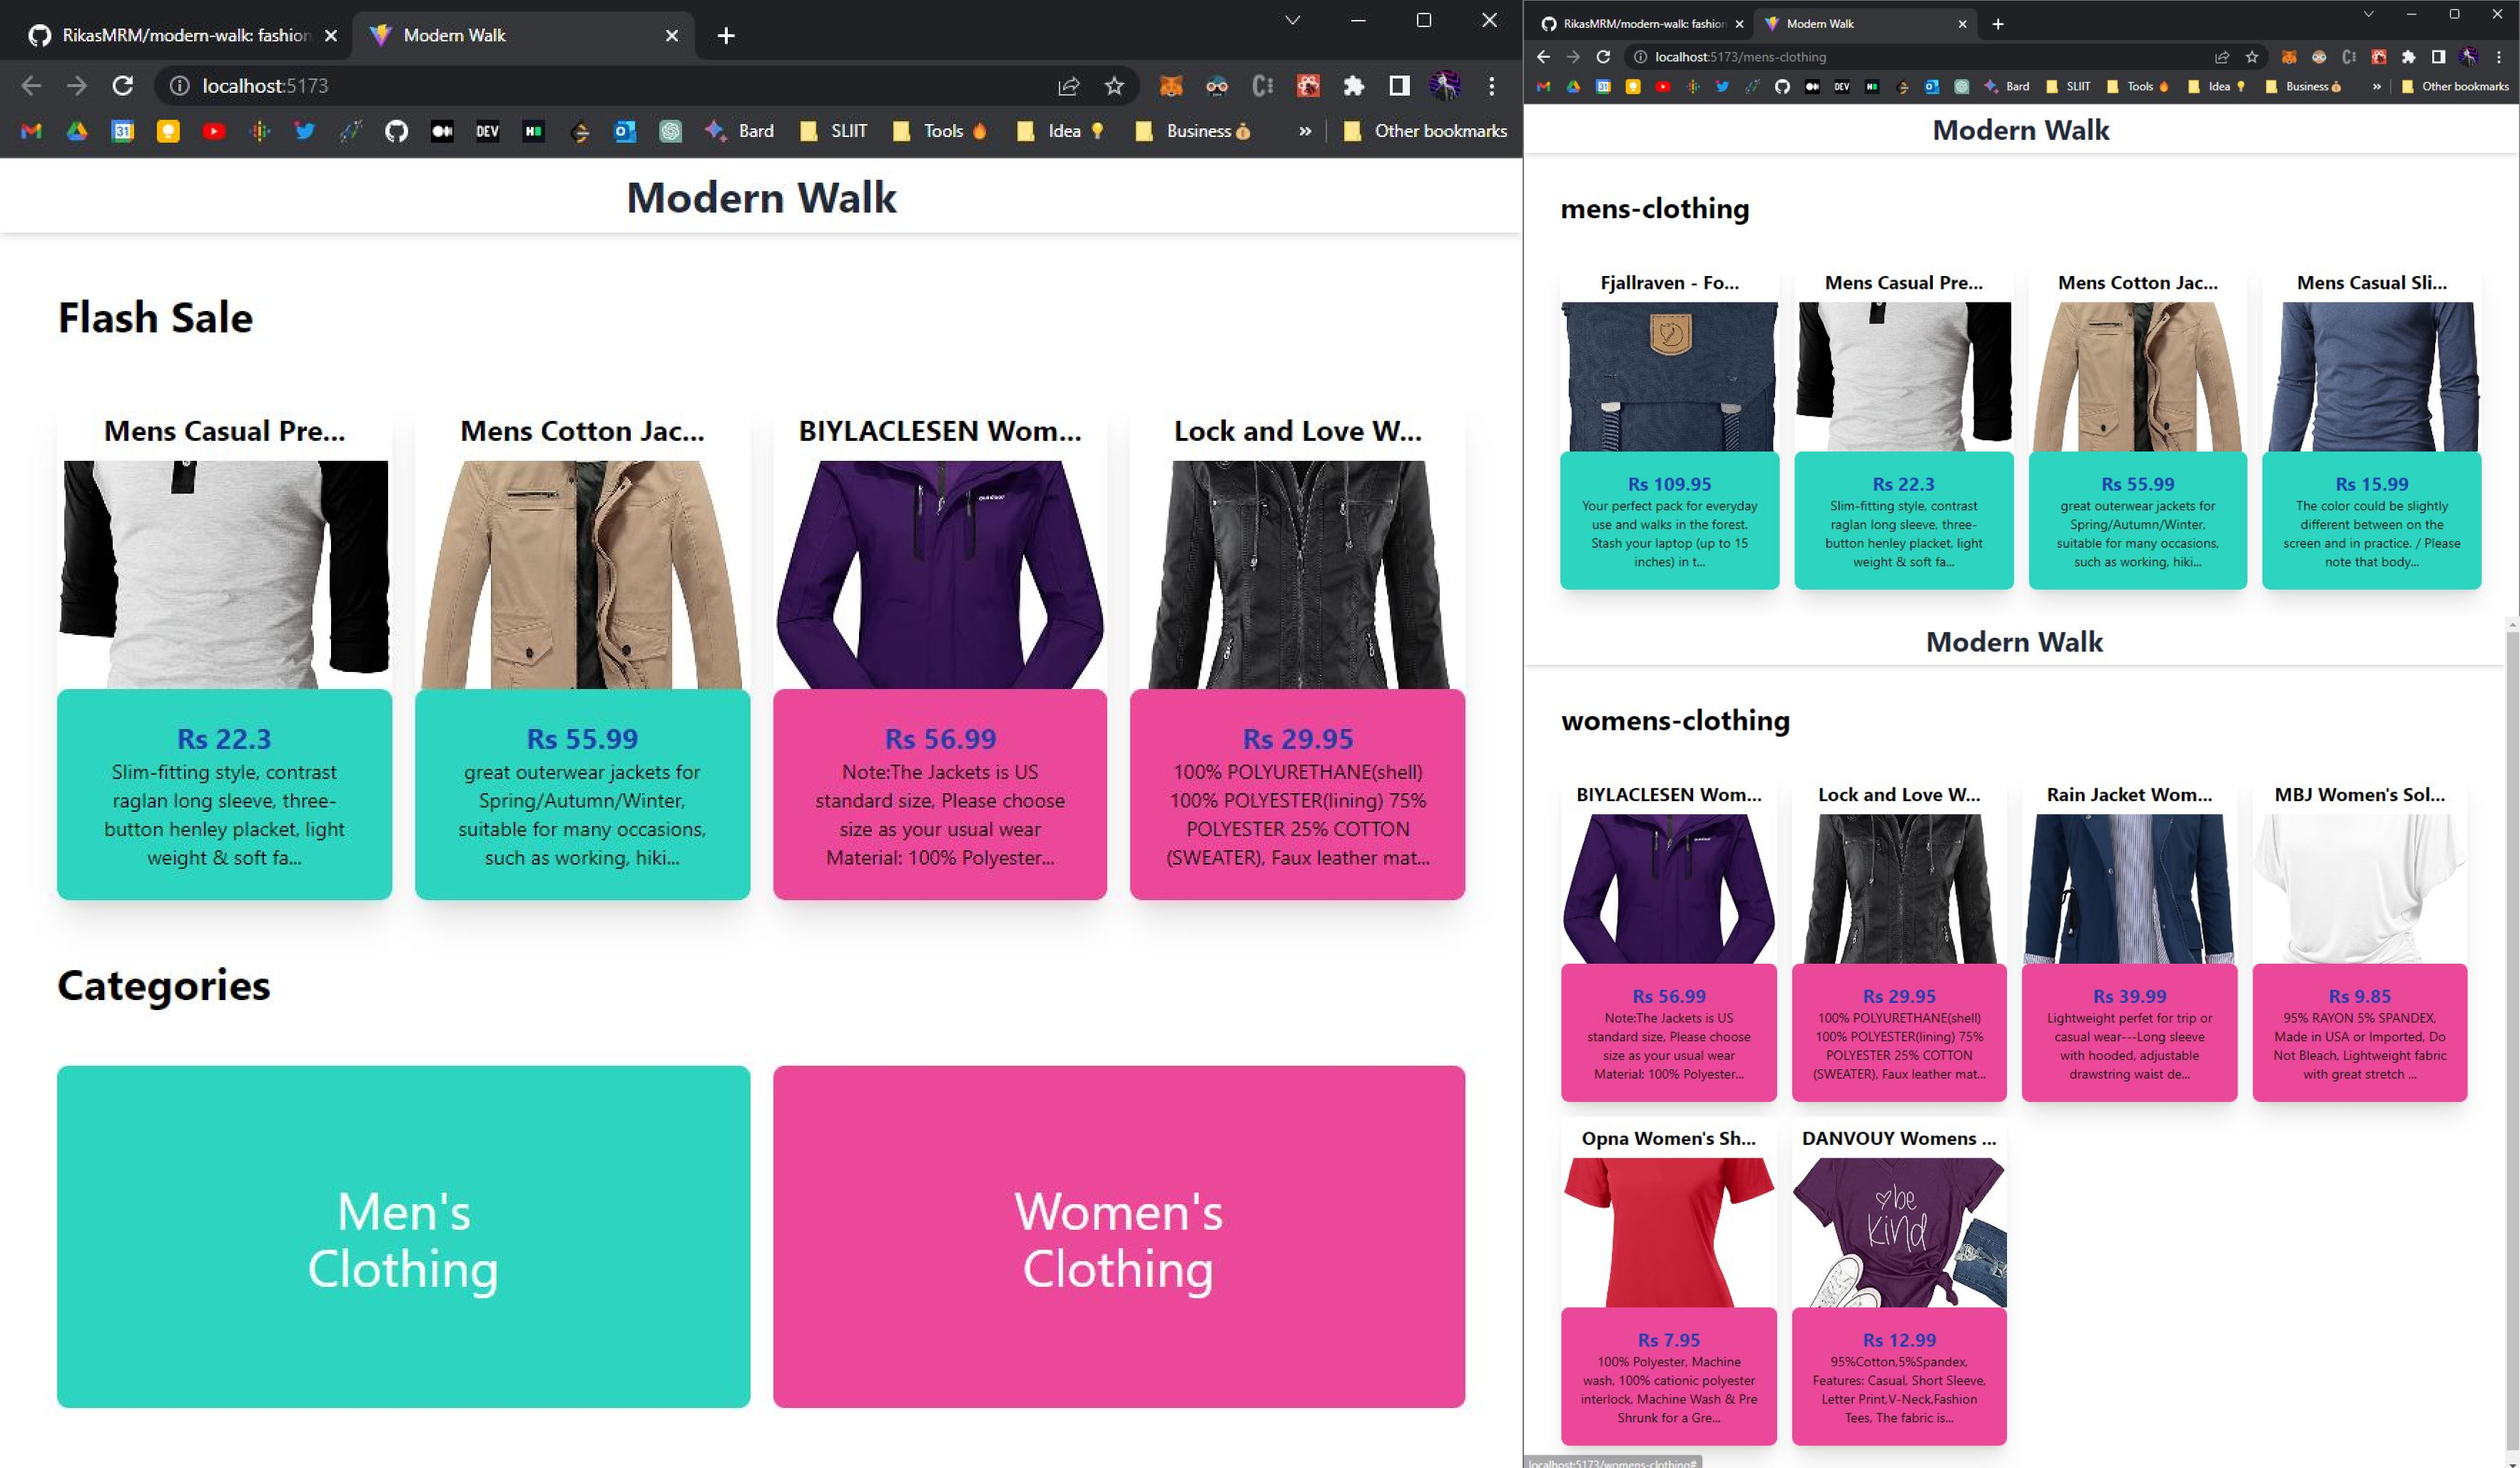 RikasMRM/modern-walk: fashion
Modern Walk
localhost:5173
31
DEV
Bard
SLIIT
Tools
Idea
Business
Other bookmarks
Modern Walk
Flash Sale
Mens Casual Pre...
Mens Cotton Jac...
BIYLACLESEN Wom...
Lock and Love W...
Rs 22.3
Slim-fitting style, contrast
raglan long sleeve, three-
button henley placket, light
weight & soft fa...
Rs 55.99
great outerwear jackets for
Spring/Autumn/Winter,
suitable for many occasions,
such as working, hiki...
Rs 56.99
Note:The Jackets is US
standard size, Please choose
size as your usual wear
Material: 100% Polyester...
Rs 29.95
100% POLYURETHANE(shell)
100% POLYESTER(lining) 75%
POLYESTER 25% COTTON
(SWEATER), Faux leather mat...
Categories
Men's
Clothing
Women's
Clothing
RikasMRM/modern-walk: fashion
Modern Walk
localhost:5173/mens-clothing
31
DEV
Bard
SLIIT
Tools
Idea
Business
Other bookmarks
Modern Walk
mens-clothing
Fjallraven - Fo...
Mens Casual Pre...
Mens Cotton Jac...
Mens Casual Sli...
Rs 109.95
Your perfect pack for everyday
use and walks in the forest.
Stash your laptop (up to 15
inches) in t...
Rs 22.3
Slim-fitting style, contrast
raglan long sleeve, three-
button henley placket, light
weight & soft fa...
Rs 55.99
great outerwear jackets for
Spring/Autumn/Winter,
suitable for many occasions,
such as working, hiki...
Rs 15.99
The color could be slightly
different between on the
screen and in practice. / Please
note that body...
Modern Walk
womens-clothing
BIYLACLESEN Wom...
Lock and Love W...
Rain Jacket Wom...
MBJ Women's Sol...
Rs 56.99
Note:The Jackets is US
standard size, Please choose
size as your usual wear
Material: 100% Polyester...
Rs 29.95
100% POLYURETHANE(shell)
100% POLYESTER(lining) 75%
POLYESTER 25% COTTON
(SWEATER), Faux leather mat...
Rs 39.99
Lightweight perfet for trip or
casual wear---Long sleeve
with hooded, adjustable
drawstring waist de...
Rs 9.85
95% RAYON 5% SPANDEX,
Made in USA or Imported, Do
Not Bleach, Lightweight fabric
with great stretch ...
Opna Women's Sh...
DANVOUY Womens ...
be
kind
Rs 7.95
100% Polyester, Machine
wash, 100% cationic polyester
interlock, Machine Wash & Pre
Shrunk for a Gre...
Rs 12.99
95%Cotton,5%Spandex,
Features: Casual, Short Sleeve,
Letter Print,V-Neck,Fashion
Tees, The fabric is...
localhost:5173/womens-clothing#